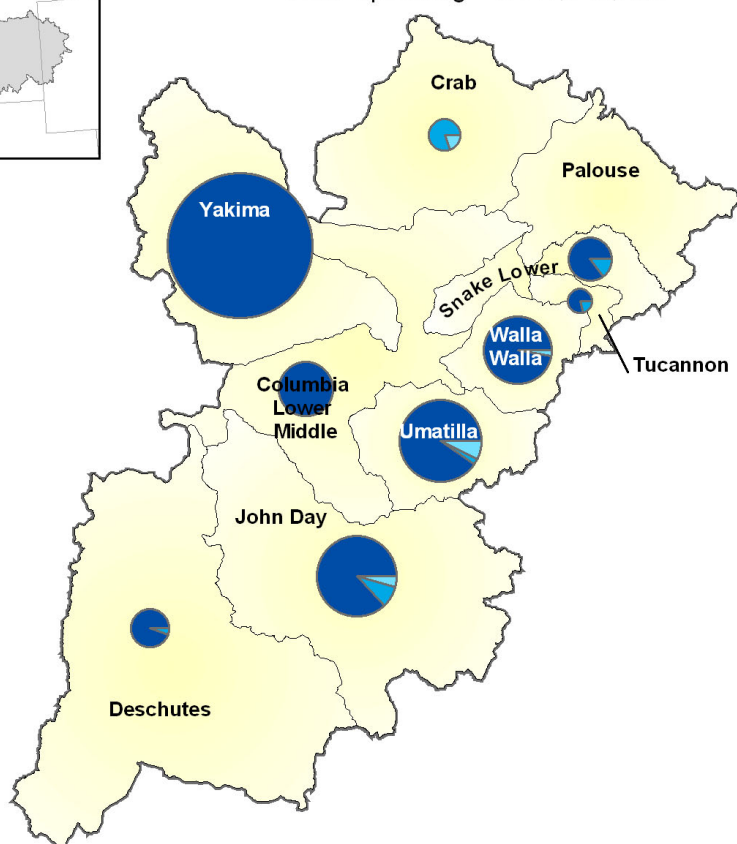 Crab
Palouse
Yakima
Snake Lower
Walla
Walla
Tucannon
Columbia
Lower
Middle
Umatilla
John Day
Deschutes